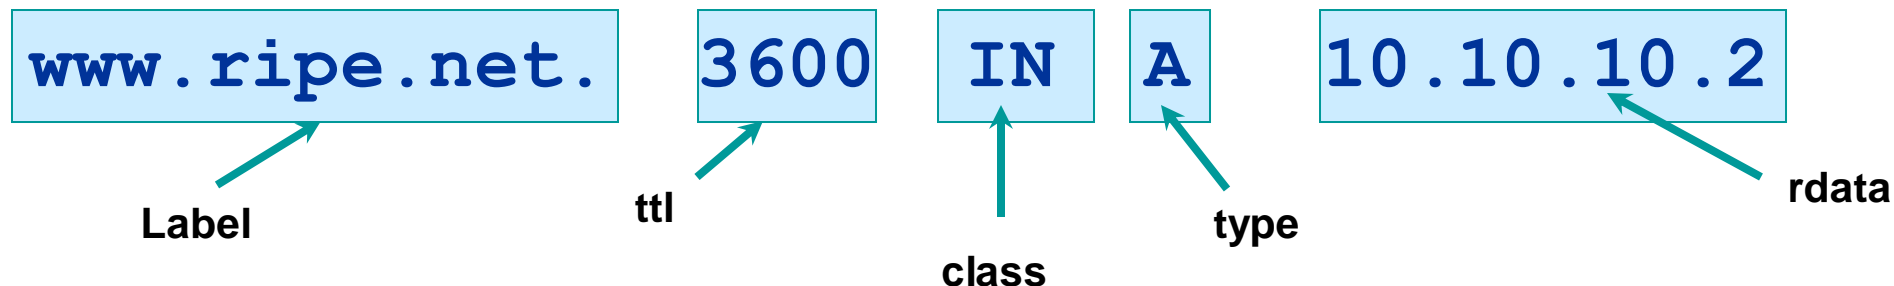 www.ripe.net. 3600 IN A 10.10.10.2
Label ttl class type rdata